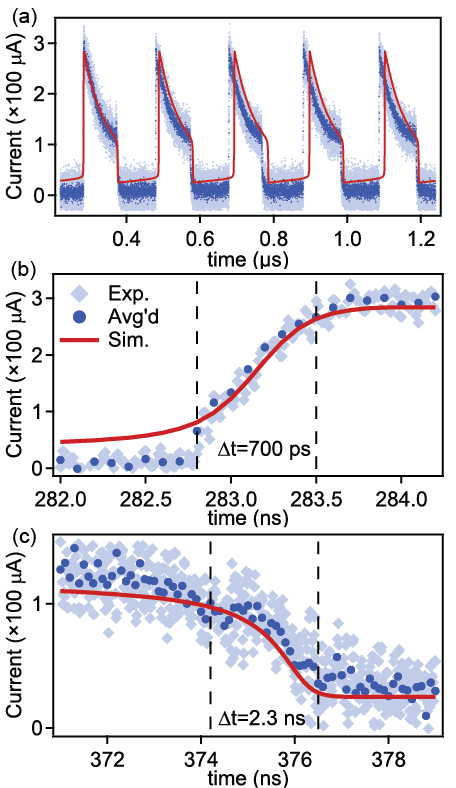 (a)
Current (×100 μA)
3
2
1
0
0.4 0.6 0.8 1.0 1.2
time (μs)
(b)
Current (×100 μA)
3
2
1
0
Exp.
Avg'd
Sim.
Δt=700 ps
282.0 282.5 283.0 283.5 284.0
time (ns)
(c)
Current (×100 μA)
1
0
Δt=2.3 ns
372 374 376 378
time (ns)